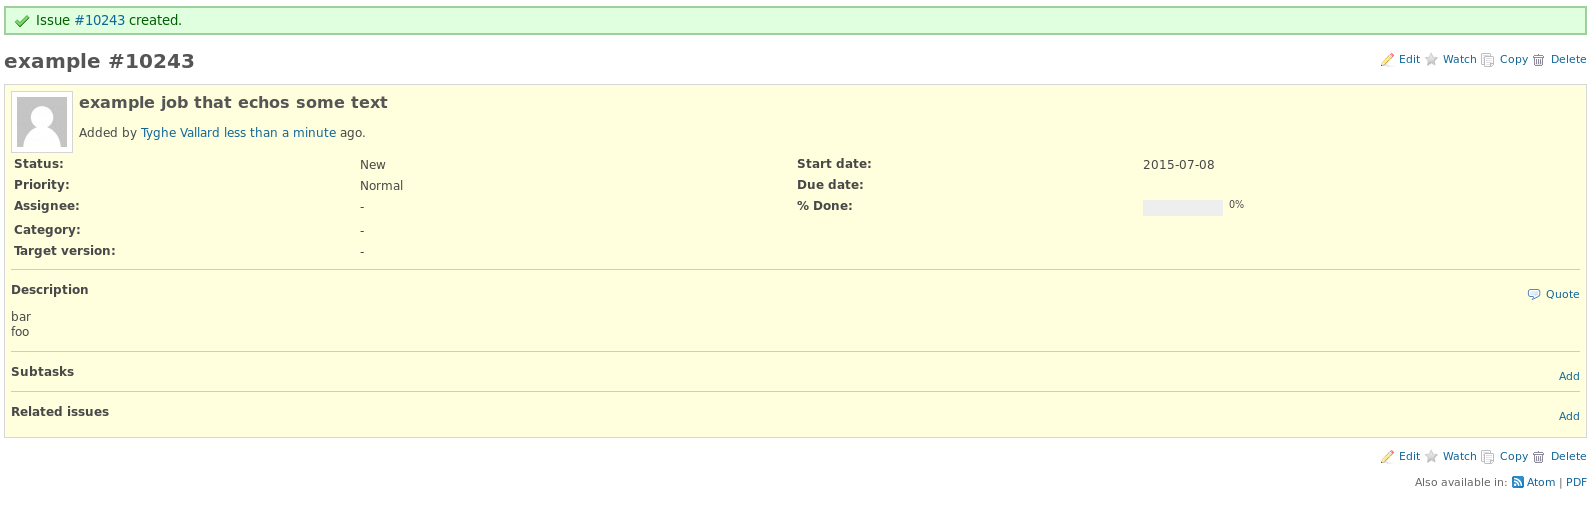 Issue #10243 created.
example #10243
Edit Watch Copy Delete
example job that echos some text
Added by Tyghe Vallard less than a minute ago.
Status: New Start date: 2015-07-08
Priority: Normal Due date:
Assignee: - % Done: 0%
Category: -
Target version: -
Description
Quote
bar
foo
Subtasks
Add
Related issues
Add
Edit Watch Copy Delete
Also available in: Atom | PDF